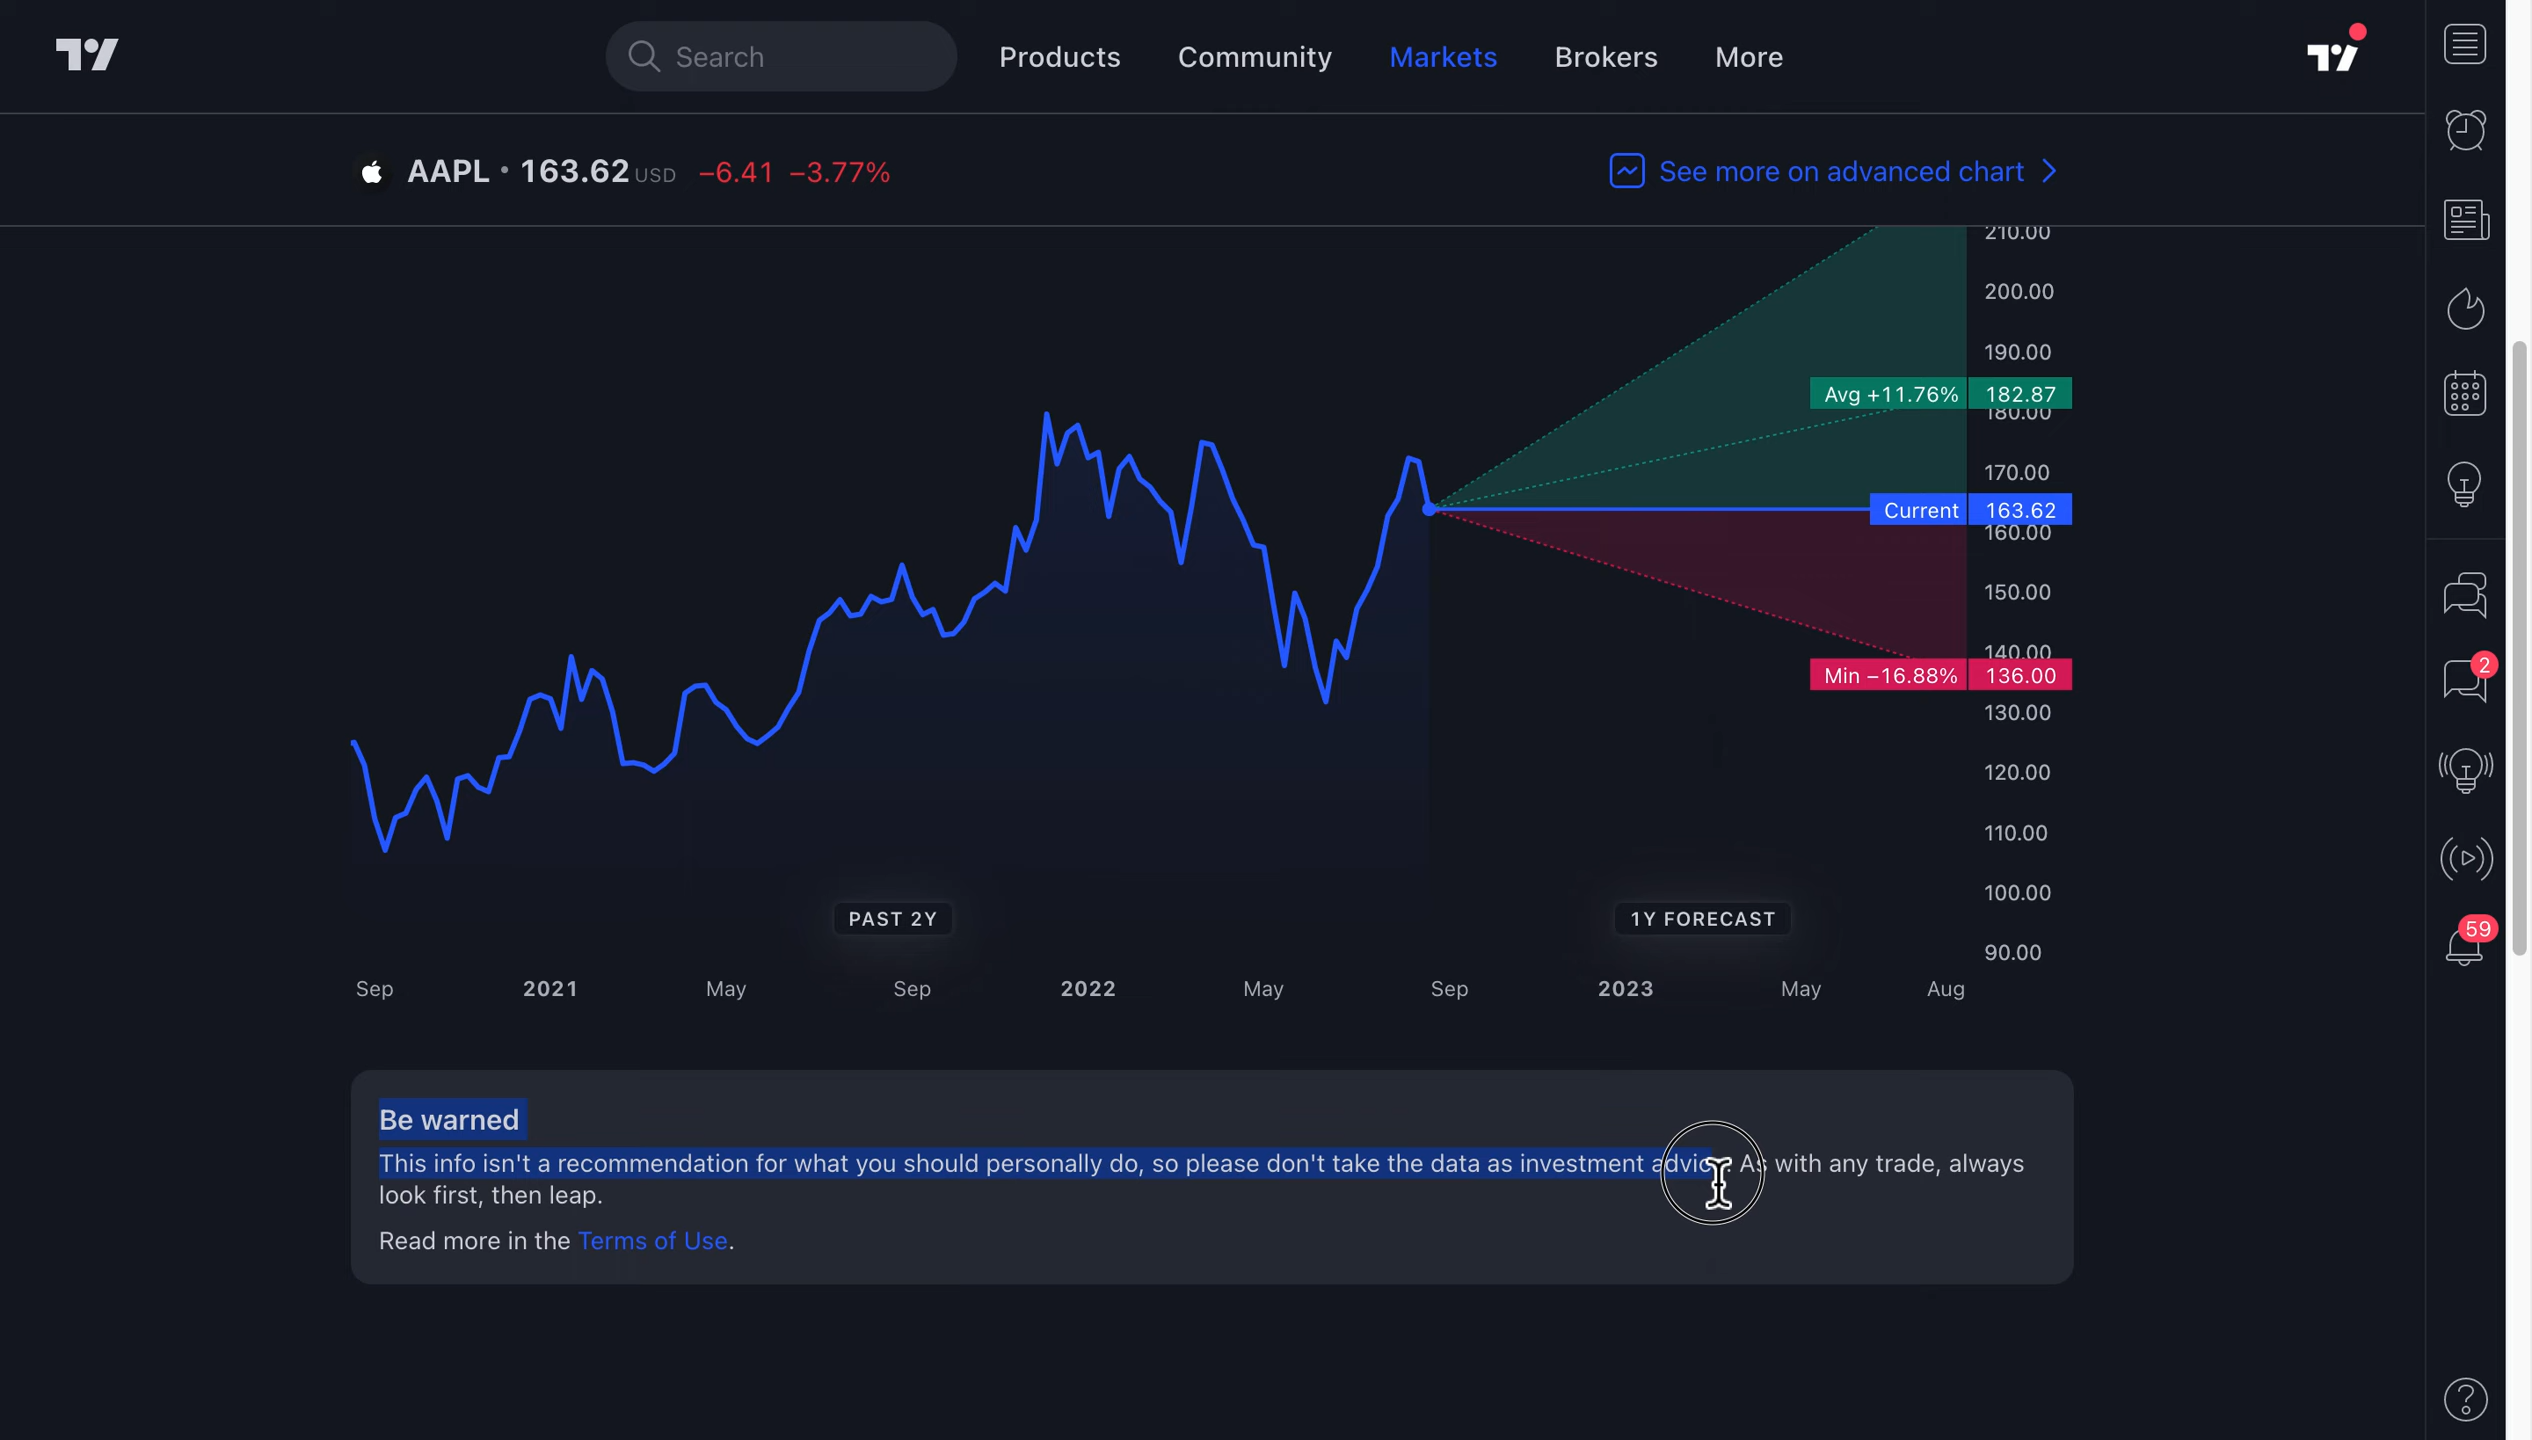 Search
Products
Community
Markets
Brokers
More
AAPL • 163.62 USD −6.41 −3.77%
See more on advanced chart
210.00
200.00
190.00
Avg +11.76% 182.87
180.00
170.00
Current 163.62
160.00
150.00
140.00
Min −16.88% 136.00
130.00
120.00
110.00
100.00
90.00
PAST 2Y
1Y FORECAST
Sep 2021 May Sep 2022 May Sep 2023 May Aug
Be warned
This info isn't a recommendation for what you should personally do, so please don't take the data as investment advice. As with any trade, always
look first, then leap.
Read more in the Terms of Use.
2
59